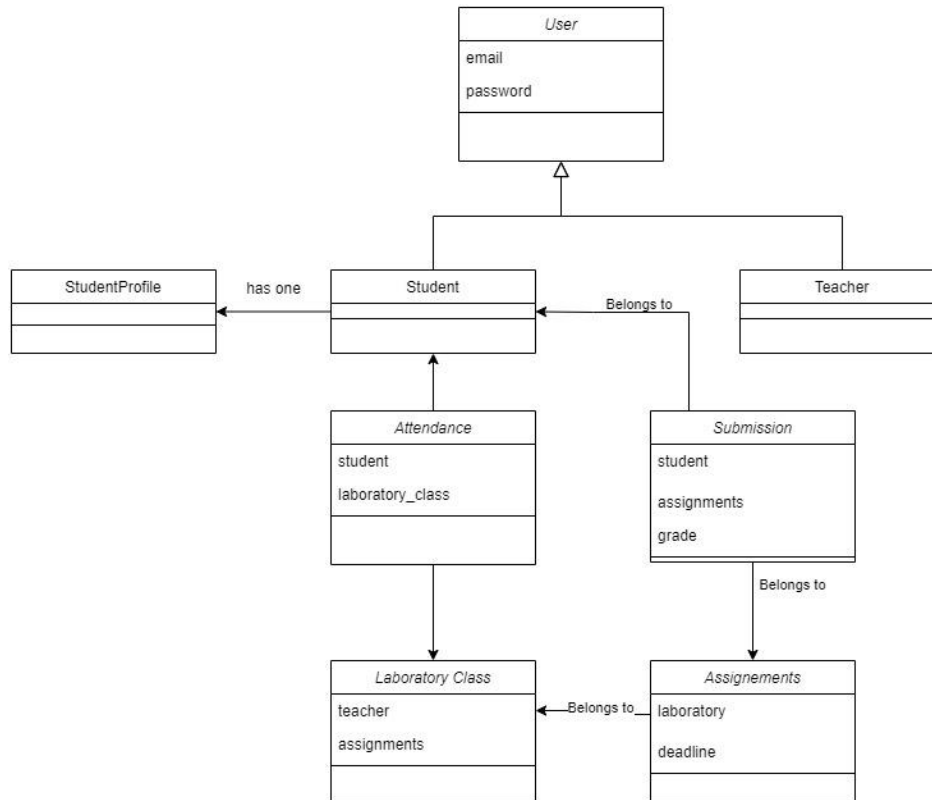 User
email
password
StudentProfile
has one
Student
Belongs to
Teacher
Attendance
student
laboratory_class
Submission
student
assignments
grade
Belongs to
Laboratory Class
teacher
assignments
Belongs to
Assignements
laboratory
deadline